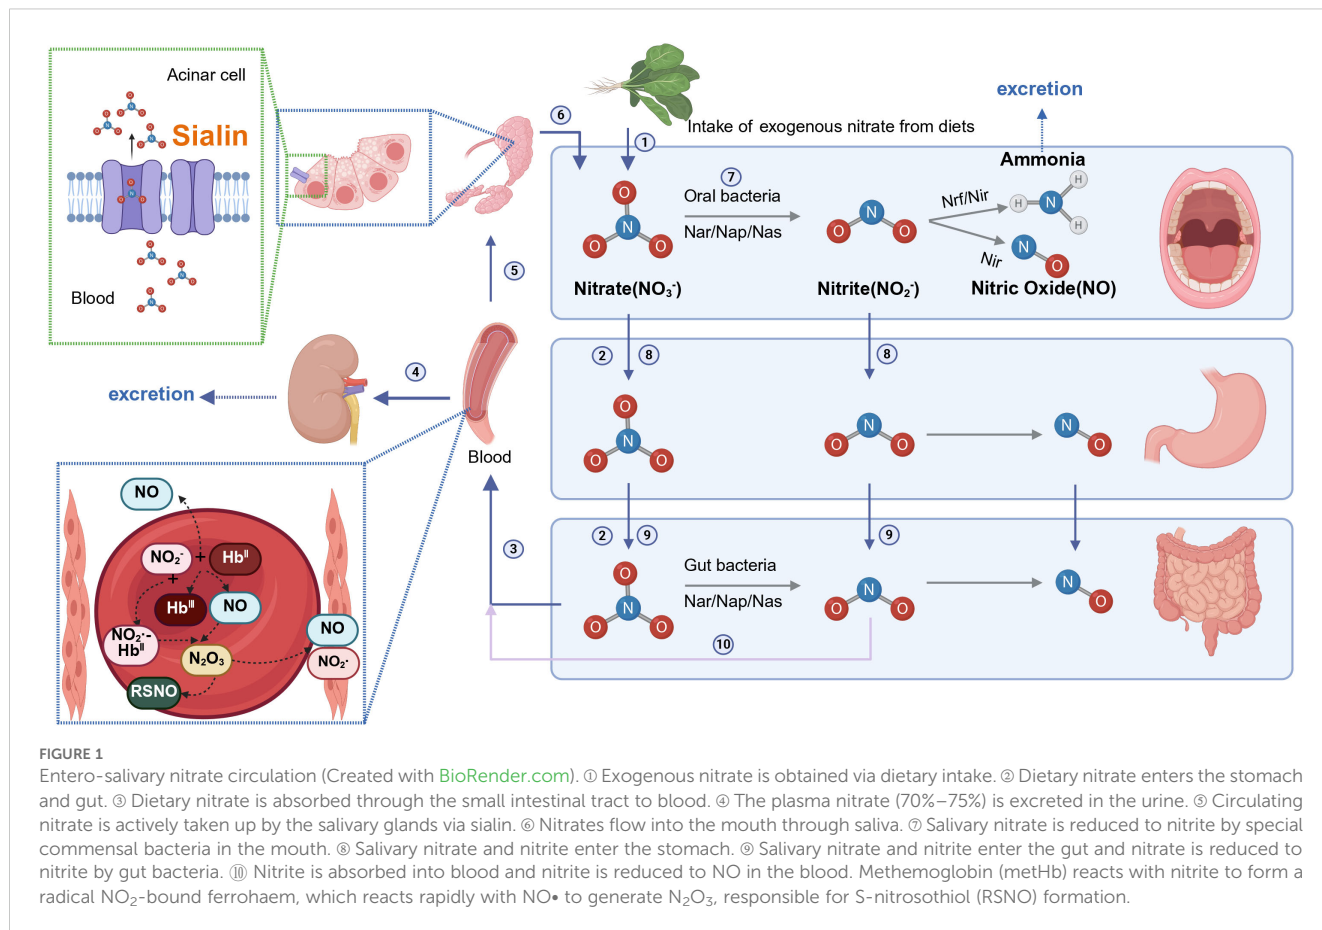 Acinar cell
Sialin
Blood
6
1
Intake of exogenous nitrate from diets
excretion
Ammonia
7
Oral bacteria
Nar/Nap/Nas
Nrf/Nir
Nir
O
O
O
N
N
O
O
H
N
H
H
N
O
Nitrate(NO₃⁻)
Nitrite(NO₂⁻)
Nitric Oxide(NO)
5
2
8
8
4
excretion
Blood
O
N
O
O
N
O
O
N
O
3
2
9
9
Gut bacteria
Nar/Nap/Nas
O
N
O
O
N
O
O
N
O
10
NO
NO₂⁻
+
Hbᴵᴵ
+
Hbᴵᴵᴵ
NO
NO₂·-
Hbᴵᴵ
N₂O₃
NO
NO₂·
RSNO
FIGURE 1
Entero-salivary nitrate circulation (Created with BioRender.com). ① Exogenous nitrate is obtained via dietary intake. ② Dietary nitrate enters the stomach
and gut. ③ Dietary nitrate is absorbed through the small intestinal tract to blood. ④ The plasma nitrate (70%–75%) is excreted in the urine. ⑤ Circulating
nitrate is actively taken up by the salivary glands via sialin. ⑥ Nitrates flow into the mouth through saliva. ⑦ Salivary nitrate is reduced to nitrite by special
commensal bacteria in the mouth. ⑧ Salivary nitrate and nitrite enter the stomach. ⑨ Salivary nitrate and nitrite enter the gut and nitrate is reduced to
nitrite by gut bacteria. ⑩ Nitrite is absorbed into blood and nitrite is reduced to NO in the blood. Methemoglobin (metHb) reacts with nitrite to form a
radical NO₂-bound ferrohaem, which reacts rapidly with NO• to generate N₂O₃, responsible for S-nitrosothiol (RSNO) formation.